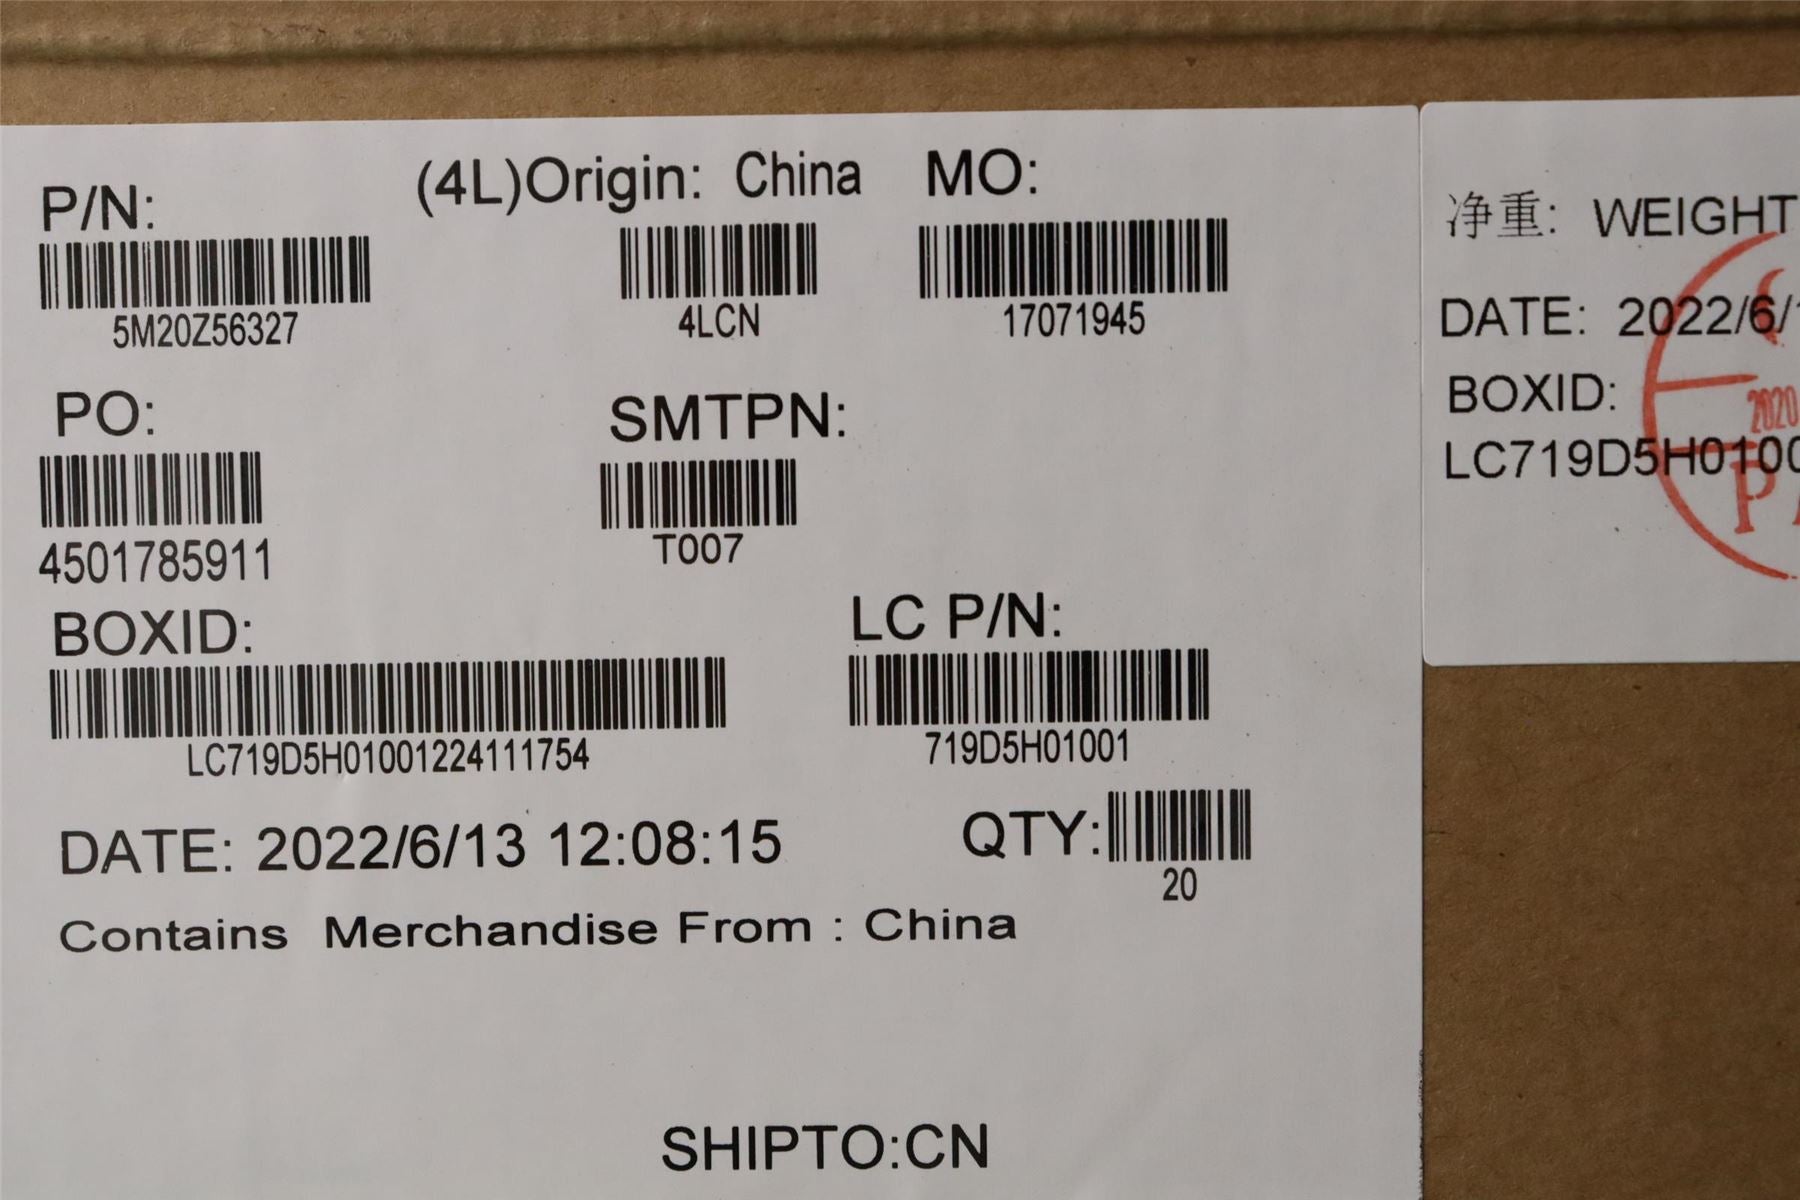 P/N:
(4L)Origin: China
MO:
5M20Z56327
4LCN
17071945
PO:
SMTPN:
4501785911
T007
BOXID:
LC P/N:
LC719D5H01001224111754
719D5H01001
DATE: 2022/6/13 12:08:15
QTY:
20
Contains Merchandise From : China
SHIPTO:CN
净重: WEIGHT
DATE: 2022/6/
BOXID:
2020
LC719D5H0100
P